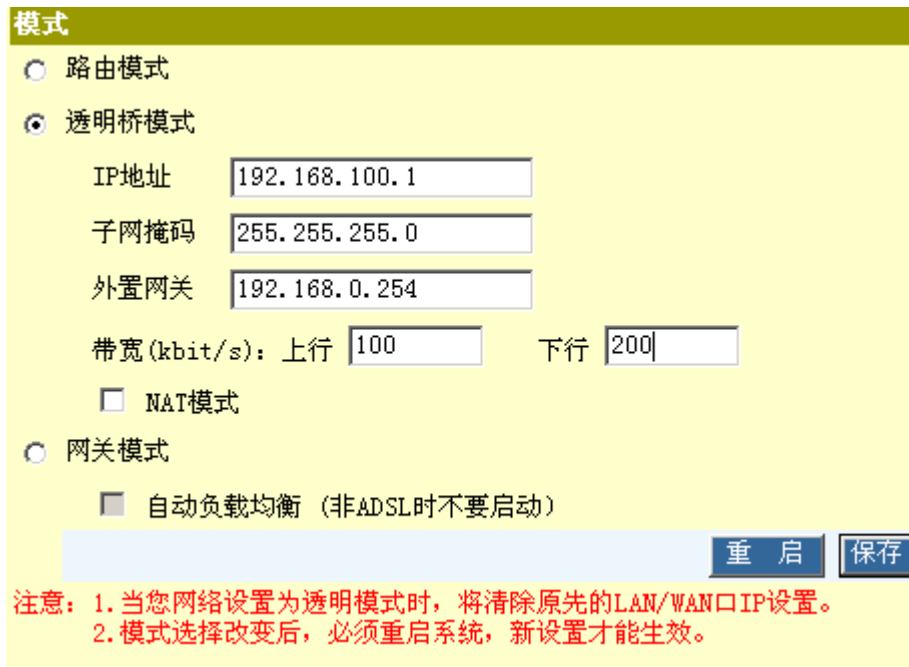 模式
路由模式
透明桥模式
IP地址 192.168.100.1
子网掩码 255.255.255.0
外置网关 192.168.0.254
带宽(kbit/s): 上行 100 下行 200
NAT模式
网关模式
自动负载均衡 (非ADSL时不要启动)
重 启 保存
注意: 1.当您网络设置为透明模式时，将清除原先的LAN/WAN口IP设置。
2.模式选择改变后，必须重启系统，新设置才能生效。